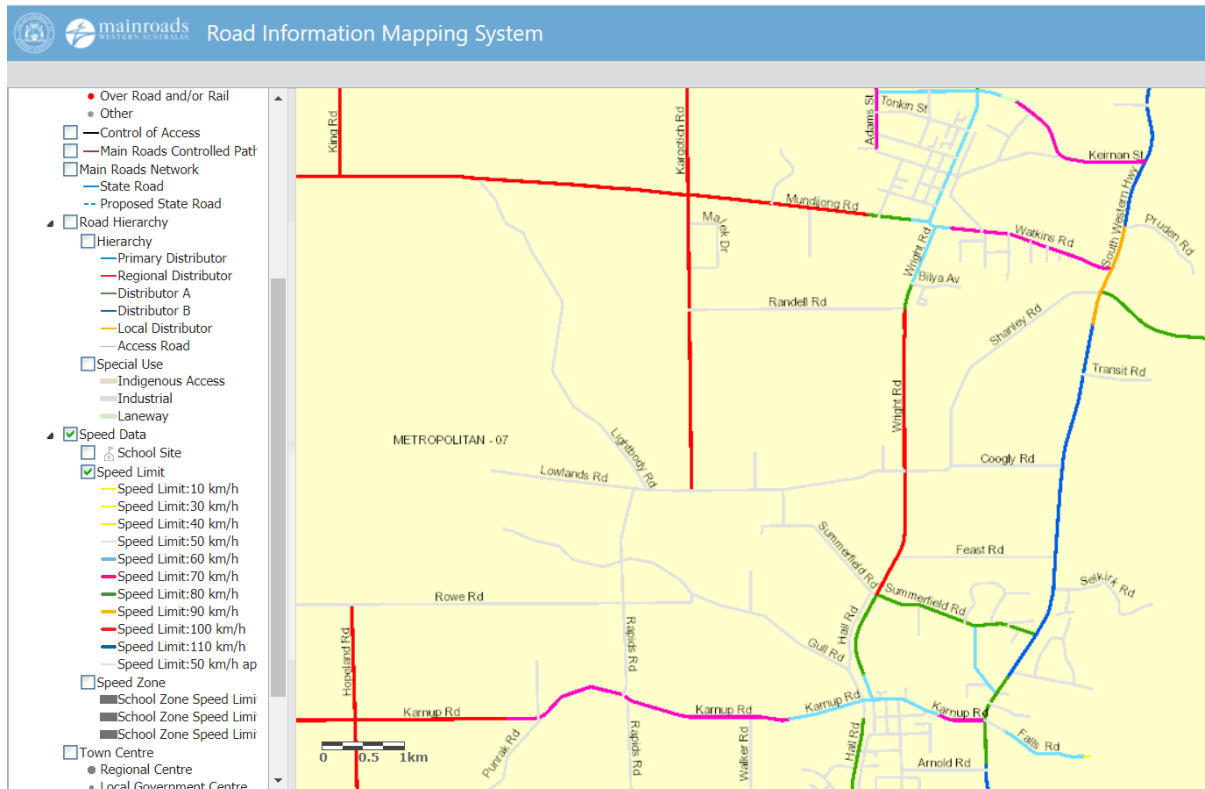 mainroads
WESTERN AUSTRALIA
Road Information Mapping System
Over Road and/or Rail
Other
Control of Access
Main Roads Controlled Path
Main Roads Network
State Road
Proposed State Road
Road Hierarchy
Hierarchy
Primary Distributor
Regional Distributor
Distributor A
Distributor B
Local Distributor
Access Road
Special Use
Indigenous Access
Industrial
Laneway
Speed Data
School Site
Speed Limit
Speed Limit:10 km/h
Speed Limit:30 km/h
Speed Limit:40 km/h
Speed Limit:50 km/h
Speed Limit:60 km/h
Speed Limit:70 km/h
Speed Limit:80 km/h
Speed Limit:90 km/h
Speed Limit:100 km/h
Speed Limit:110 km/h
Speed Limit:50 km/h ap
Speed Zone
School Zone Speed Limi
School Zone Speed Limi
School Zone Speed Limi
Town Centre
Regional Centre
Local Government Centre
King Rd
Kargotich Rd
Adams St
Tonkin St
Keirnan St
Mundijong Rd
Malek Dr
Wright Rd
Watkins Rd
South Western Hwy
Pruden Rd
Bilya Av
Randell Rd
Shanley Rd
Transit Rd
Wright Rd
METROPOLITAN - 07
Lightbody Rd
Lowlands Rd
Coogly Rd
Summerfield Rd
Feast Rd
Selkirk Rd
Rowe Rd
Summerfield Rd
Hall Rd
Gull Rd
Rapids Rd
Hopeland Rd
Karnup Rd
Karnup Rd
Karnup Rd
Karnup Rd
Falls Rd
Punrak Rd
Rapids Rd
Walker Rd
Hall Rd
Arnold Rd
0 0.5 1km